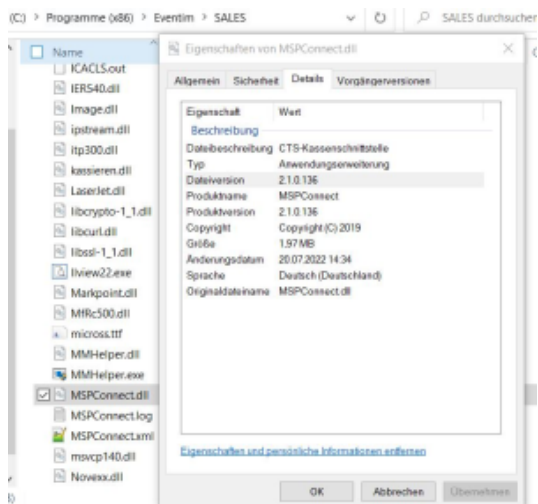 (C:) > Programme (x86) > Eventim > SALES
SALES durchsuchen
Name
ICACLS.out
IER540.dll
Image.dll
ipstream.dll
itp300.dll
kassieren.dll
LaserJet.dll
libcrypto-1_1.dll
libcurl.dll
libssl-1_1.dll
llview22.exe
Markpoint.dll
MfRc500.dll
micross.ttf
MMHelper.dll
MMHelper.exe
MSPConnect.dll
MSPConnect.log
MSPConnect.xml
msvcp140.dll
Novexx.dll
Eigenschaften von MSPConnect.dll
Allgemein Sicherheit Details Vorgängerversionen
Eigenschaft Wert
Beschreibung
Dateibeschreibung CTS-Kassenschnittstelle
Typ Anwendungserweiterung
Dateiversion 2.1.0.136
Produktname MSPConnect
Produktversion 2.1.0.136
Copyright Copyright (C) 2019
Größe 1,97 MB
Änderungsdatum 20.07.2022 14:34
Sprache Deutsch (Deutschland)
Originaldateiname MSPConnect.dll
Eigenschaften und persönliche Informationen entfernen
OK Abbrechen Übernehmen